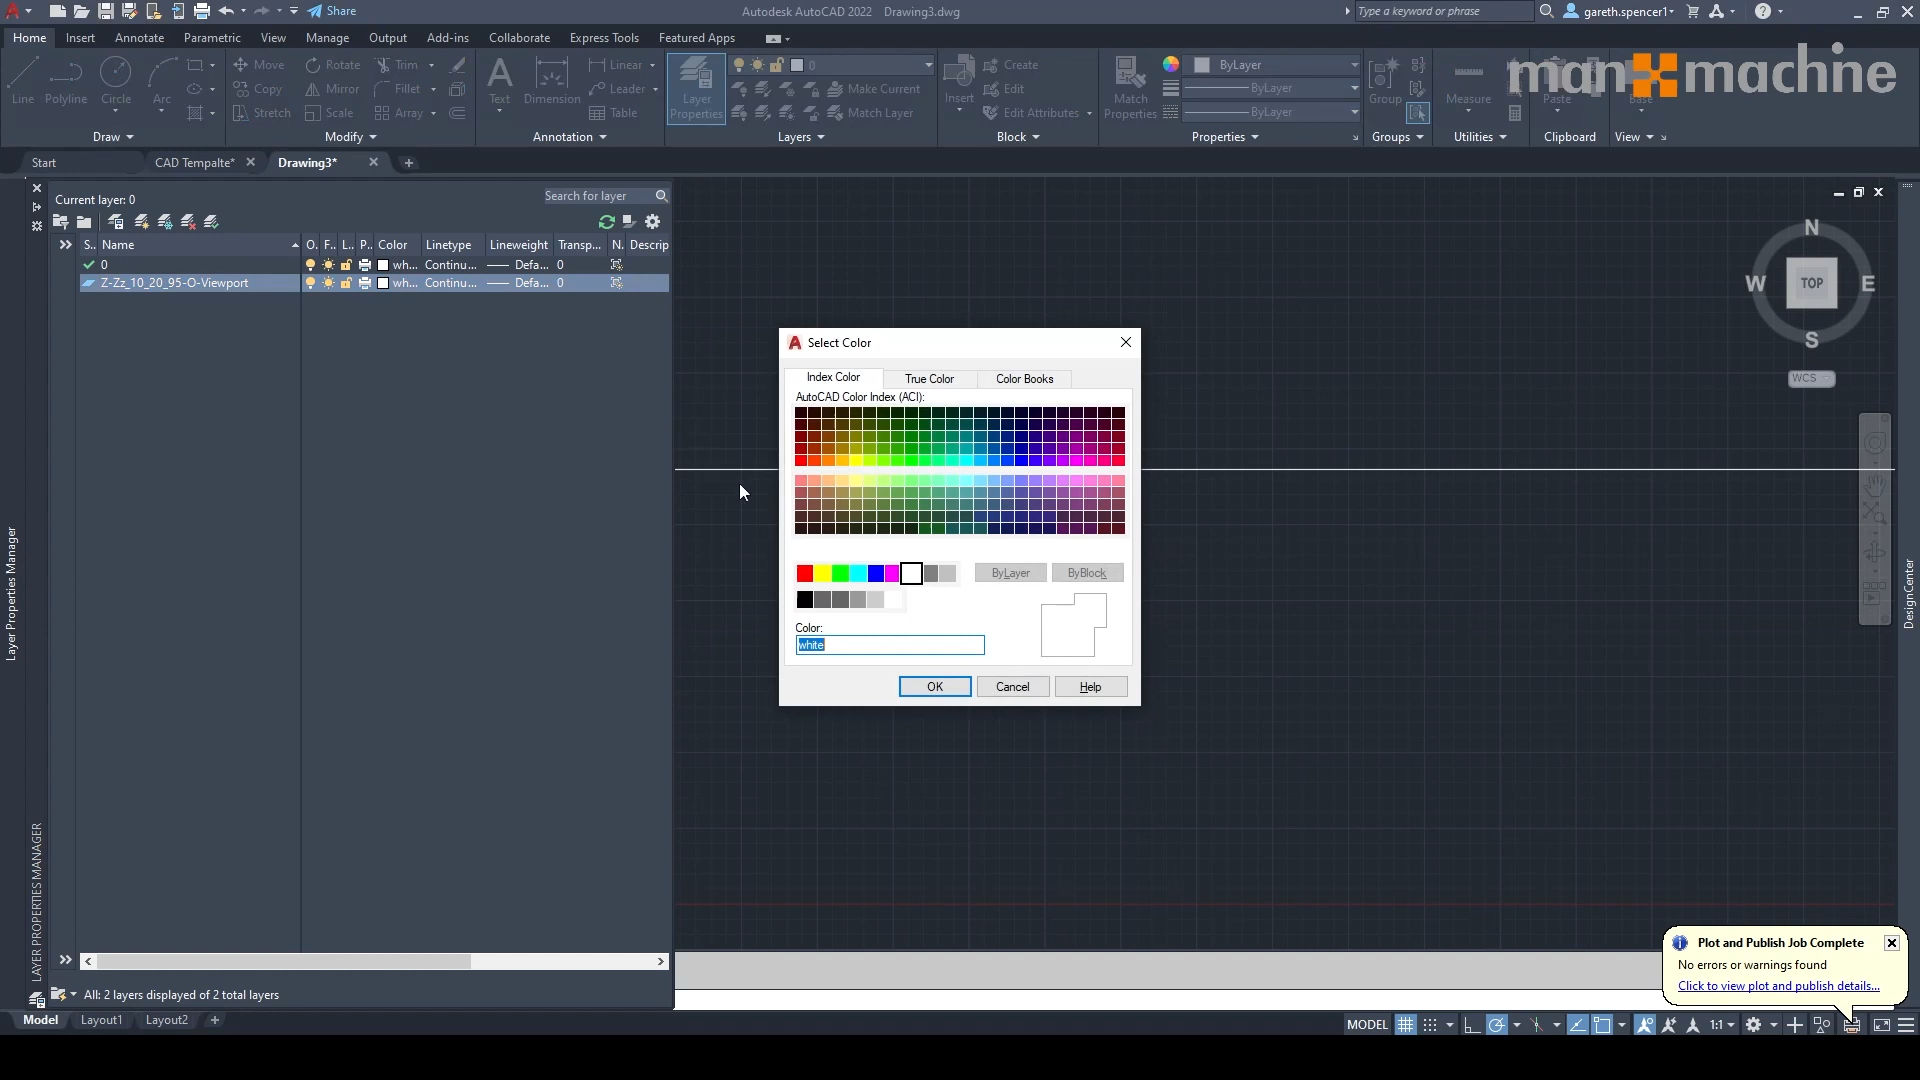 Share
Autodesk AutoCAD 2022 Drawing3.dwg
Type a keyword or phrase
gareth.spencer1
Home Insert Annotate Parametric View Manage Output Add-ins Collaborate Express Tools Featured Apps
Line Polyline Circle Arc
Move Rotate Trim
Copy Mirror Fillet
Stretch Scale Array
Text Dimension
Linear
Leader
Table
Layer Properties
0
Make Current
Match Layer
Insert
Create
Edit
Edit Attributes
Match Properties
ByLayer
ByLayer
ByLayer
Group
Measure
Paste
Base
man machine
Draw Modify Annotation Layers Block Properties Groups Utilities Clipboard View
Start CAD Tempalte* Drawing3*
Current layer: 0
Search for layer
S.. Name O. F.. L.. P.. Color Linetype Lineweight Transp... N. Descrip
0 wh... Continu... Defa... 0
Z-Zz_10_20_95-O-Viewport wh... Continu... Defa... 0
N
W TOP E
S
WCS
Select Color
Index Color True Color Color Books
AutoCAD Color Index (ACI):
ByLayer ByBlock
Color:
white
OK Cancel Help
Layer Properties Manager
LAYER PROPERTIES MANAGER
DesignCenter
Plot and Publish Job Complete
No errors or warnings found
Click to view plot and publish details...
All: 2 layers displayed of 2 total layers
Model Layout1 Layout2
MODEL
1:1